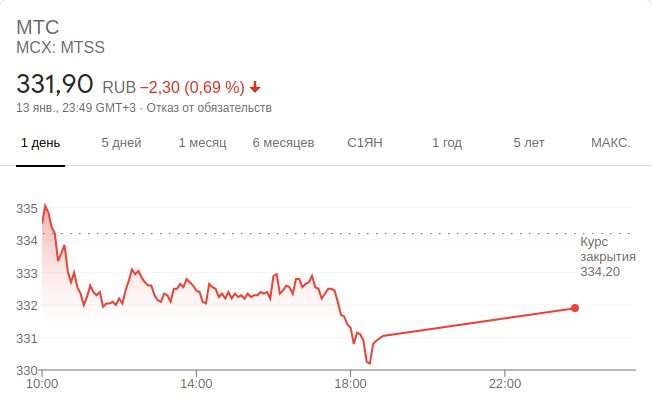 МТС
MCX: MTSS
331,90 RUB −2,30 (0,69 %)
13 янв., 23:49 GMT+3 · Отказ от обязательств
1 день 5 дней 1 месяц 6 месяцев С1ЯН 1 год 5 лет МАКС.
335
334
333
332
331
330
Курс
закрытия
334,20
10:00 14:00 18:00 22:00